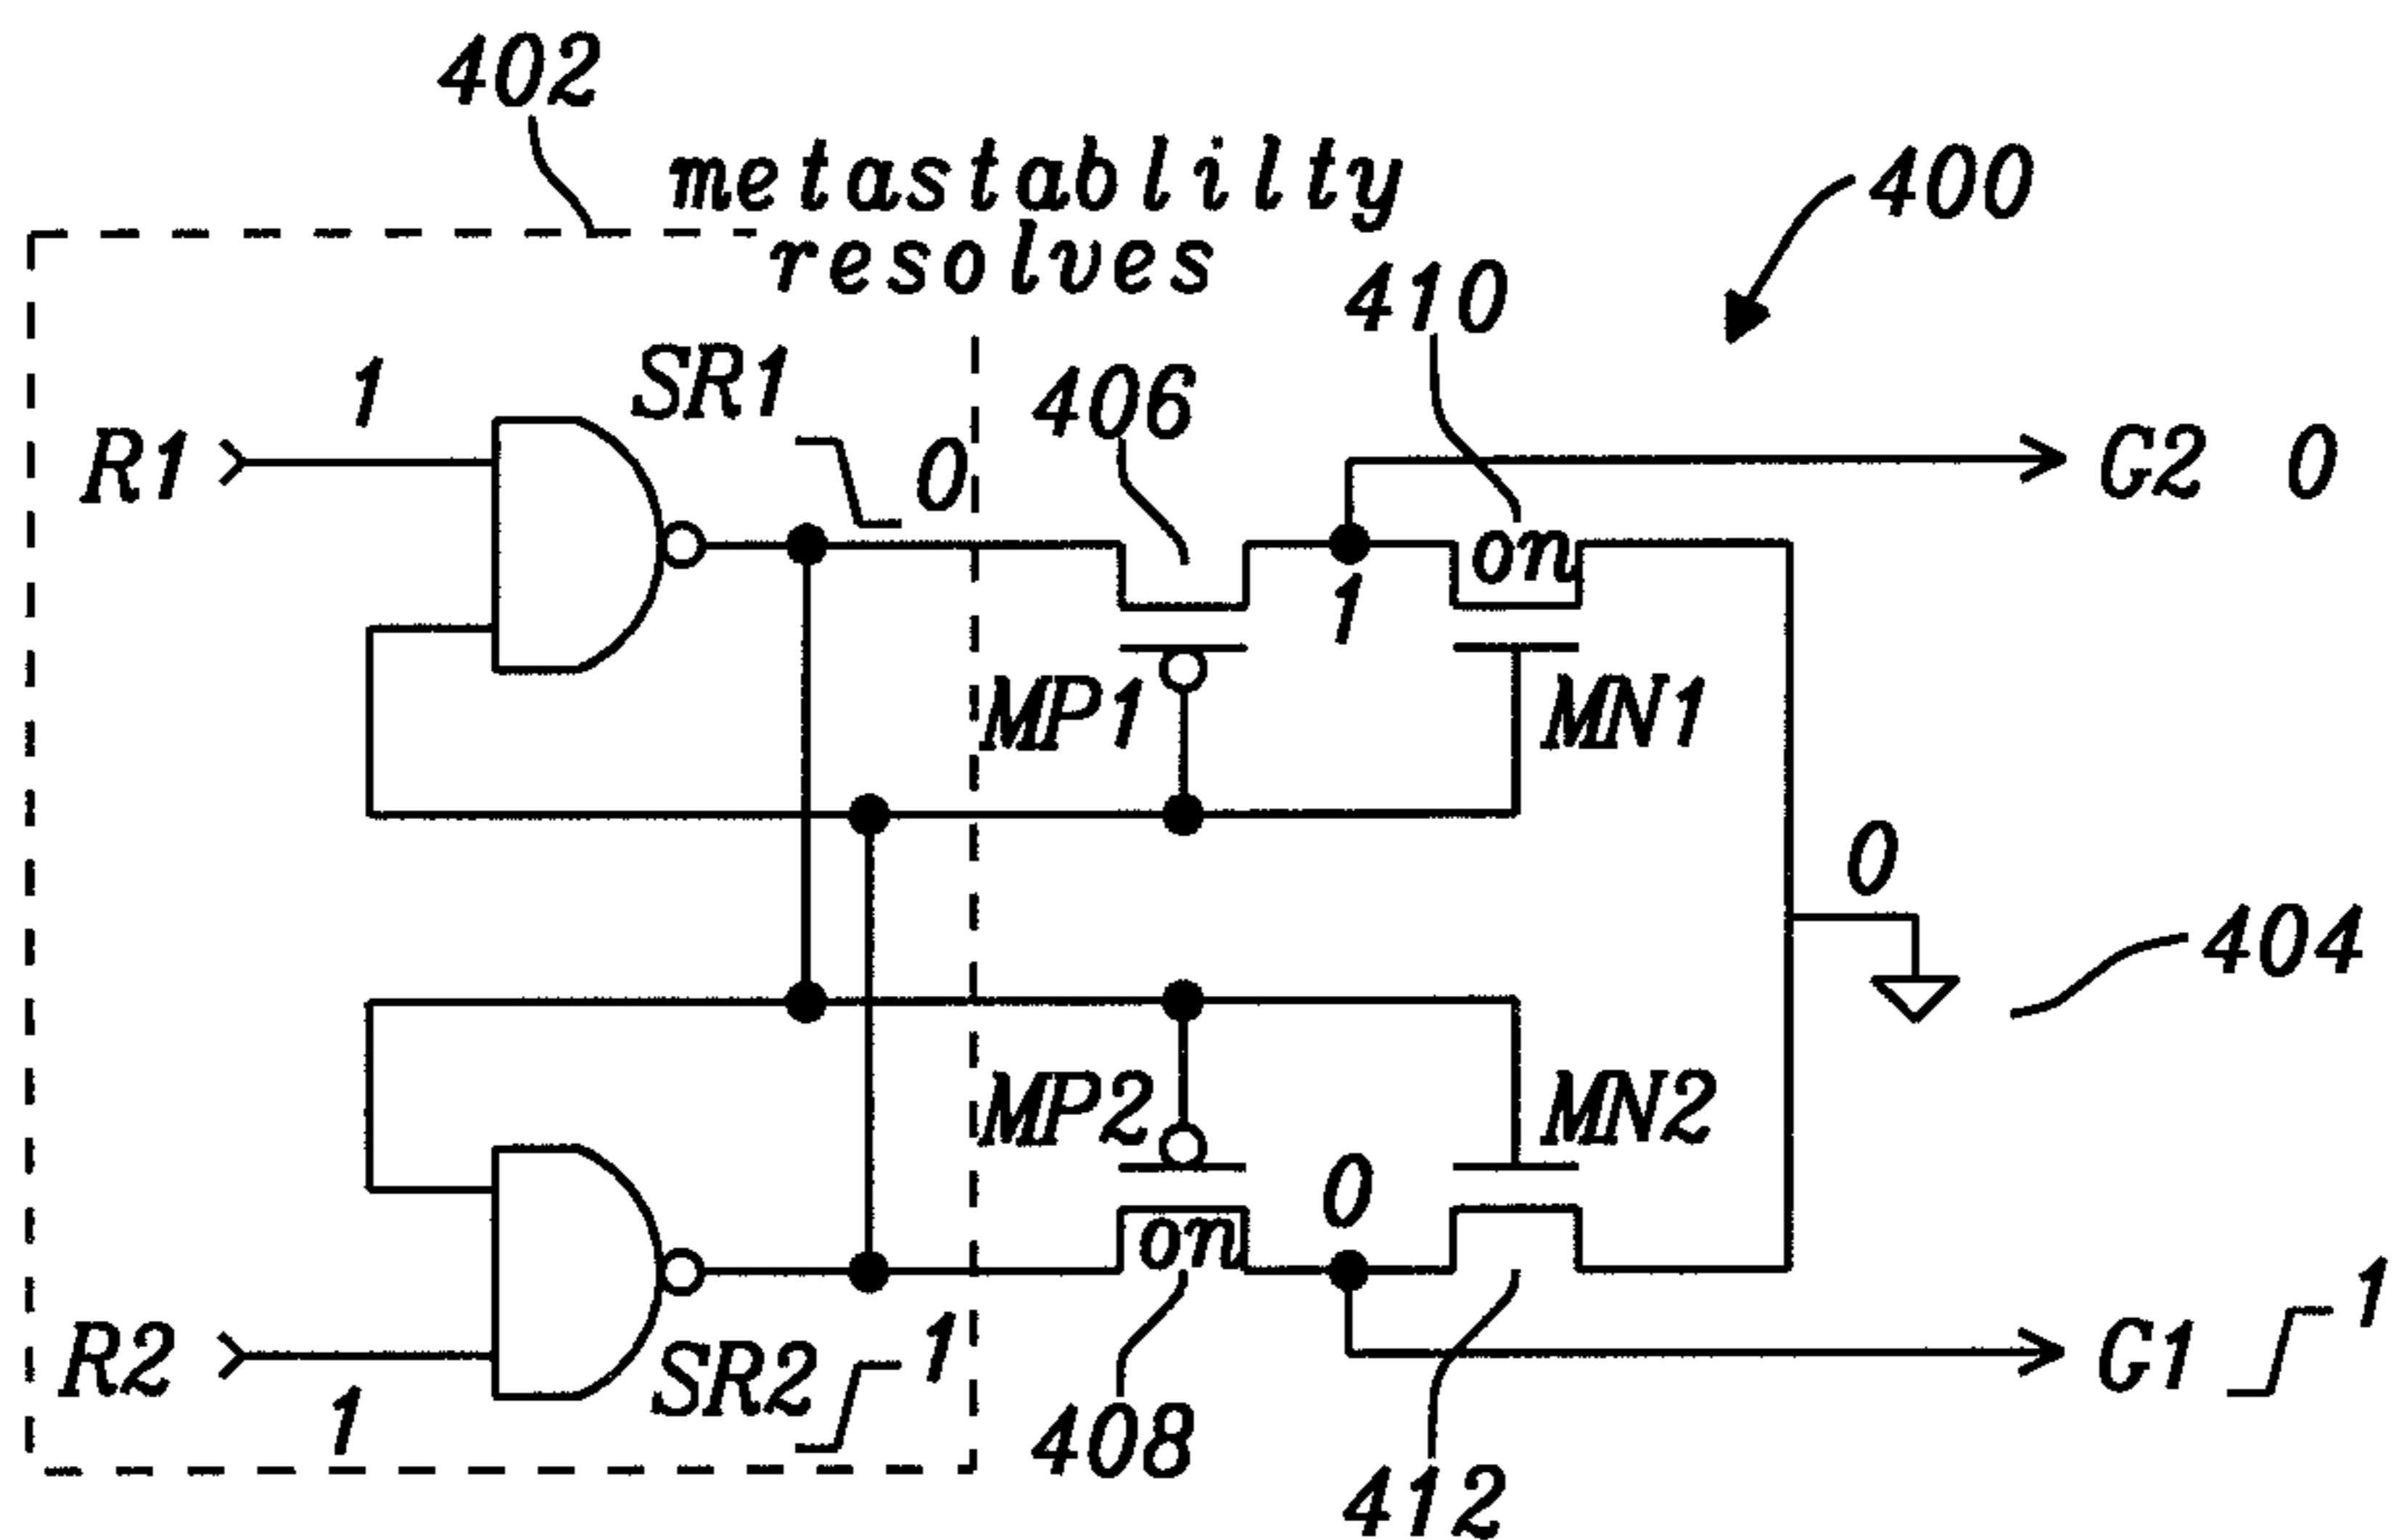 402
metastablilty
resolves
400
410
1
SR1
406
0
R1
G2 0
on
1
MP1
MN1
0
404
MP2
MN2
0
on
R2
1
SR2
1
408
412
G1
1